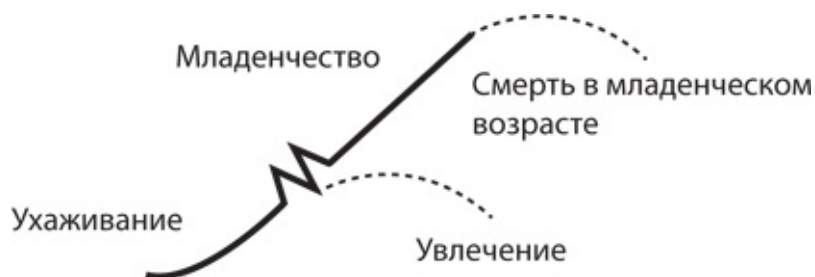 Младенчество
Смерть в младенческом
возрасте
Ухаживание
Увлечение